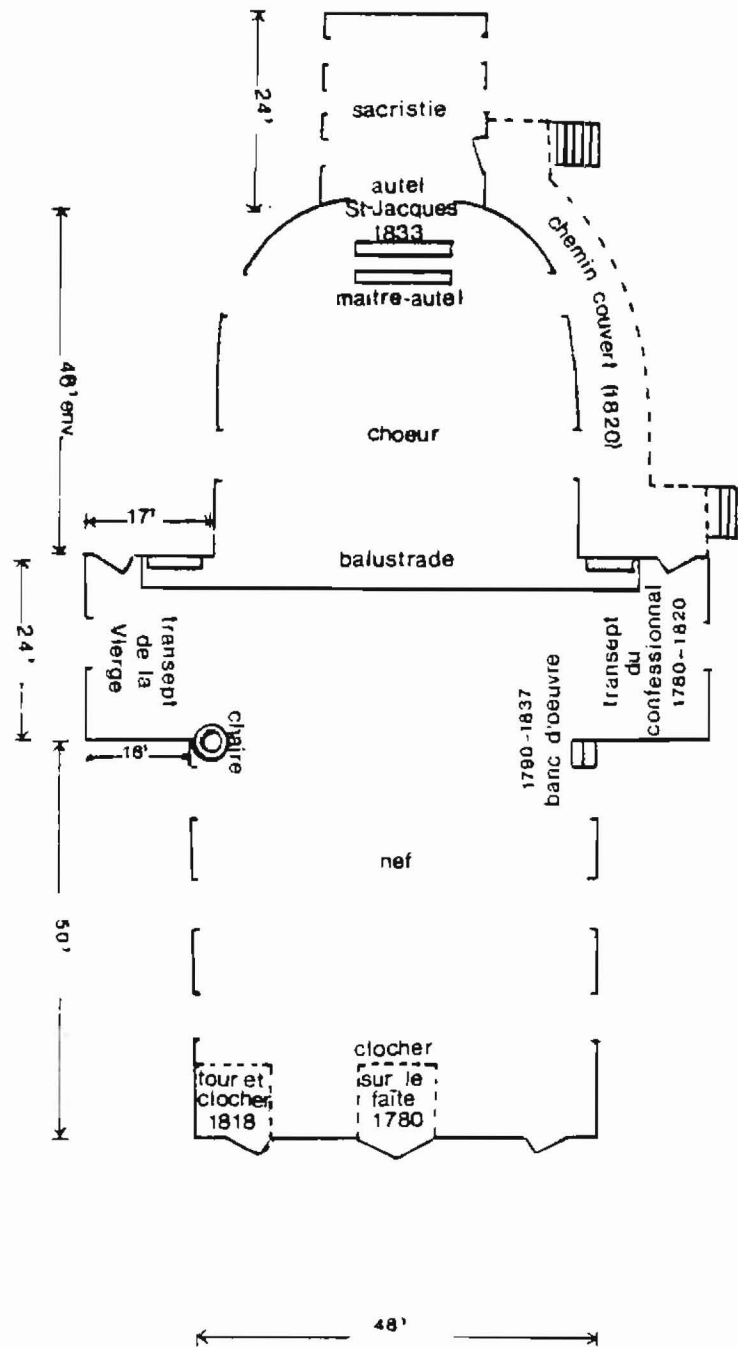 24'
sacristie
autel
St-Jacques
1833
maître-autel
chemin couvert (1820)
46' env
choeur
17'
balustrade
24'
transept
de la
Vierge
transept
du
confessionnal
1780-1820
16'
chaire
1790-1837
banc d'oeuvre
nef
50'
clocher
sur le
faîte
1780
tour et
clocher
1818
48'